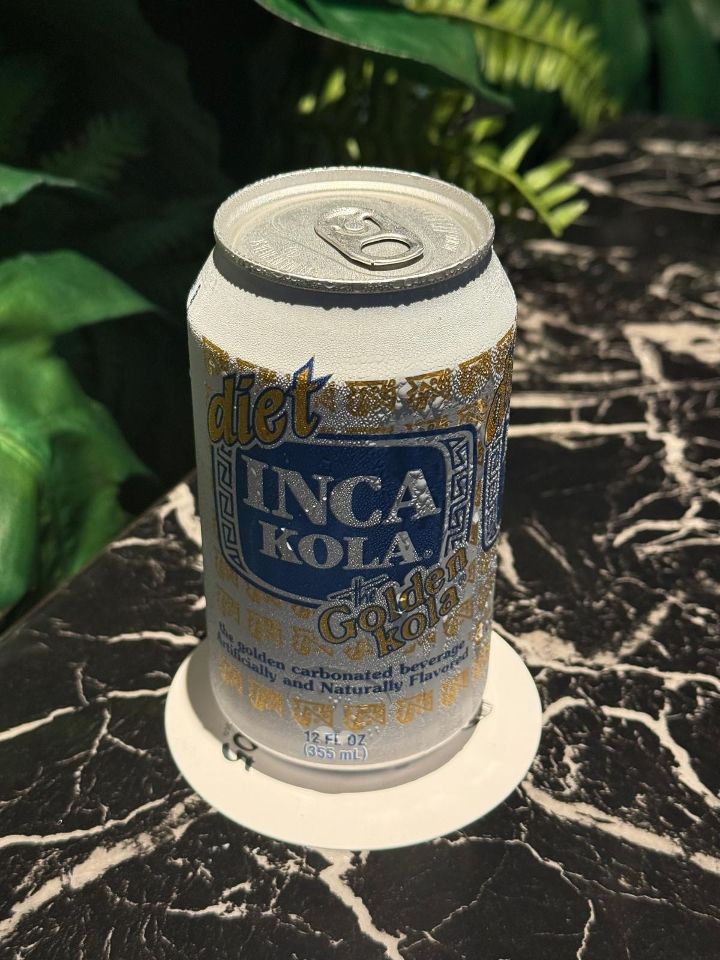 diet
INCA
KOLA®
the
Golden
kola
the golden carbonated beverage
Artificially and Naturally Flavored
12 FL OZ
(355 mL)